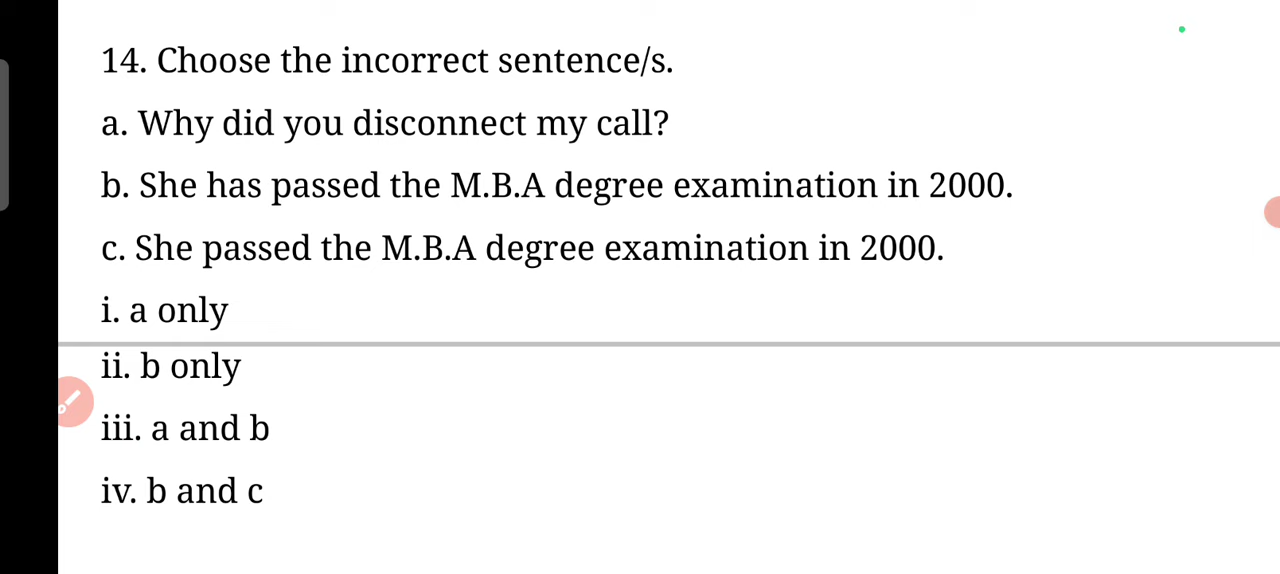 14. Choose the incorrect sentence/s.
a. Why did you disconnect my call?
b. She has passed the M.B.A degree examination in 2000.
c. She passed the M.B.A degree examination in 2000.
i. a only
ii. b only
iii. a and b
iv. b and c